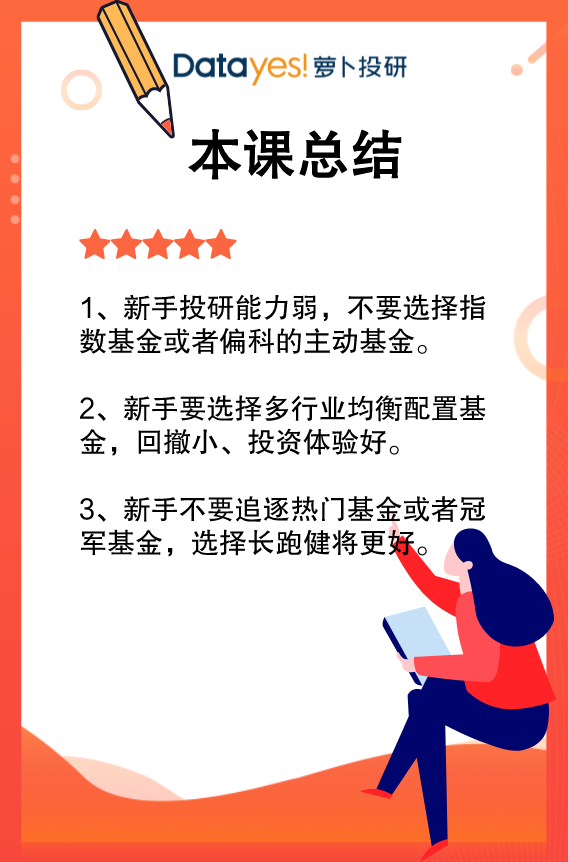 Datayes!萝卜投研
本课总结
1、新手投研能力弱，不要选择指
数基金或者偏科的主动基金。
2、新手要选择多行业均衡配置基
金，回撤小、投资体验好。
3、新手不要追逐热门基金或者冠
军基金，选择长跑健将更好。